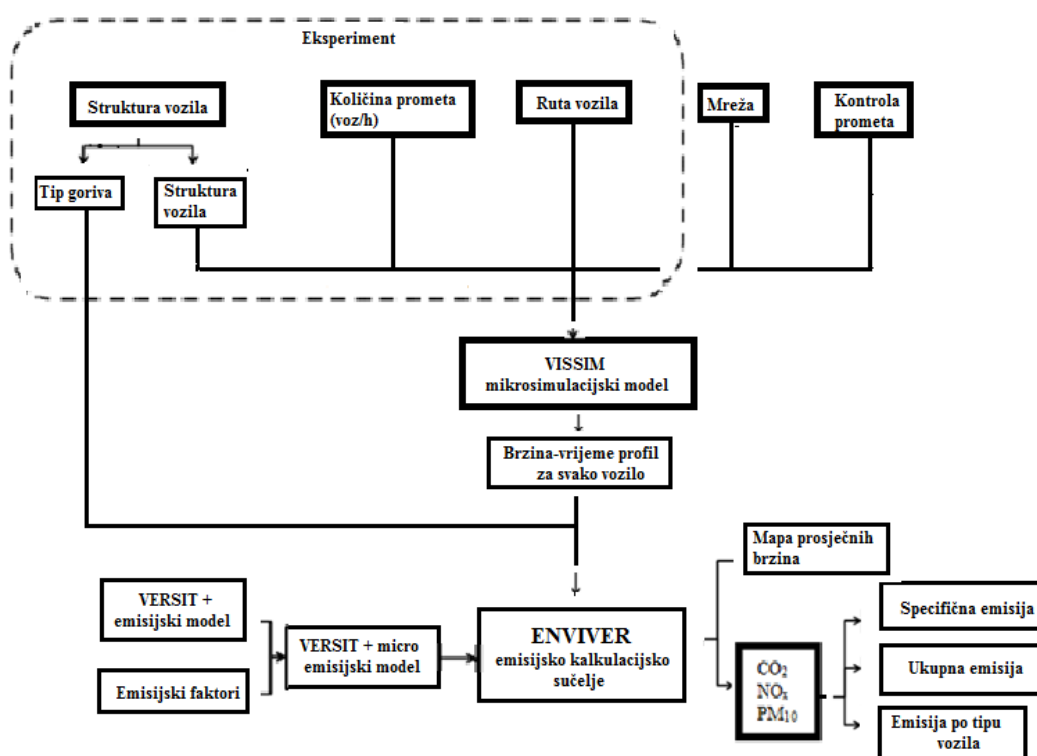 Eksperiment
Struktura vozila
Količina prometa
(voz/h)
Ruta vozila
Mreža
Kontrola
prometa
Tip goriva
Struktura
vozila
VISSIM
mikrosimulacijski model
Brzina-vrijeme profil
za svako vozilo
Mapa prosječnih
brzina
VERSIT +
emisijski model
Emisijski faktori
VERSIT + micro
emisijski model
ENVIVER
emisijsko kalkulacijsko
sučelje
CO₂
NOₓ
PM₁₀
Specifična emisija
Ukupna emisija
Emisija po tipu
vozila